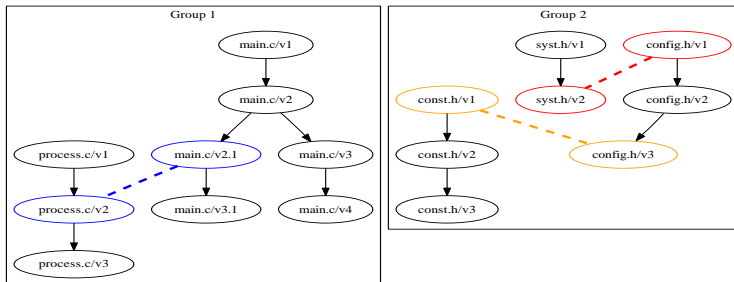 Group 1
main.c/v1
main.c/v2
process.c/v1
main.c/v2.1
main.c/v3
process.c/v2
main.c/v3.1
main.c/v4
process.c/v3
Group 2
syst.h/v1
config.h/v1
const.h/v1
syst.h/v2
config.h/v2
const.h/v2
config.h/v3
const.h/v3